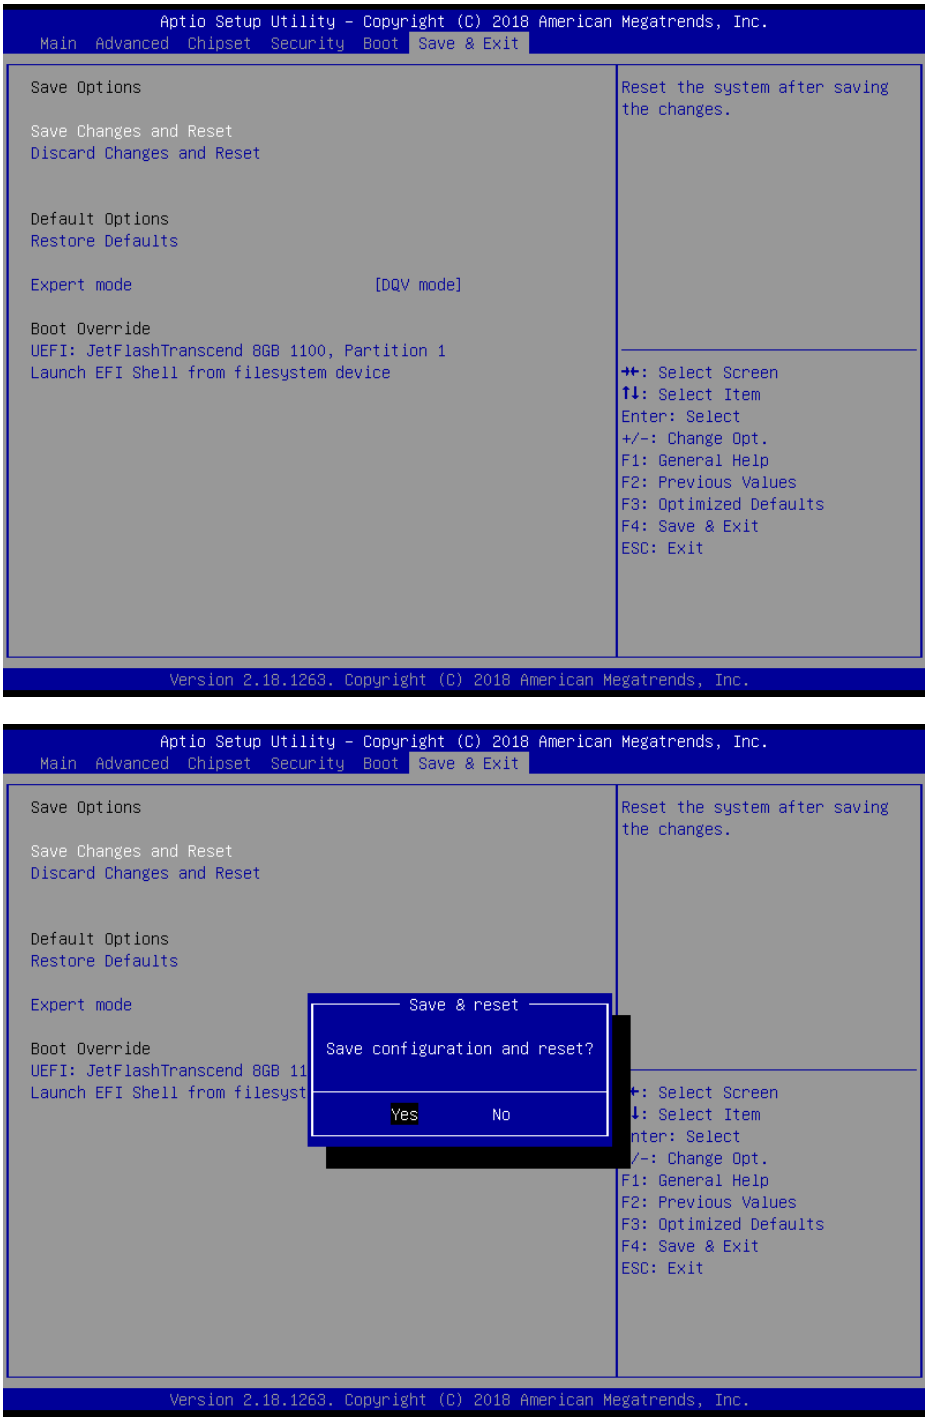 Aptio Setup Utility – Copyright (C) 2018 American Megatrends, Inc.
Main Advanced Chipset Security Boot Save & Exit
Save Options
Save Changes and Reset
Discard Changes and Reset
Default Options
Restore Defaults
Expert mode [DQV mode]
Boot Override
UEFI: JetFlashTranscend 8GB 1100, Partition 1
Launch EFI Shell from filesystem device
Reset the system after saving
the changes.
→←: Select Screen
↑↓: Select Item
Enter: Select
+/-: Change Opt.
F1: General Help
F2: Previous Values
F3: Optimized Defaults
F4: Save & Exit
ESC: Exit
Version 2.18.1263. Copyright (C) 2018 American Megatrends, Inc.
Aptio Setup Utility – Copyright (C) 2018 American Megatrends, Inc.
Main Advanced Chipset Security Boot Save & Exit
Save Options
Save Changes and Reset
Discard Changes and Reset
Default Options
Restore Defaults
Expert mode
Boot Override
UEFI: JetFlashTranscend 8GB 11
Launch EFI Shell from filesyst
Save & reset
Save configuration and reset?
Yes No
Reset the system after saving
the changes.
←: Select Screen
↓: Select Item
nter: Select
/-: Change Opt.
F1: General Help
F2: Previous Values
F3: Optimized Defaults
F4: Save & Exit
ESC: Exit
Version 2.18.1263. Copyright (C) 2018 American Megatrends, Inc.